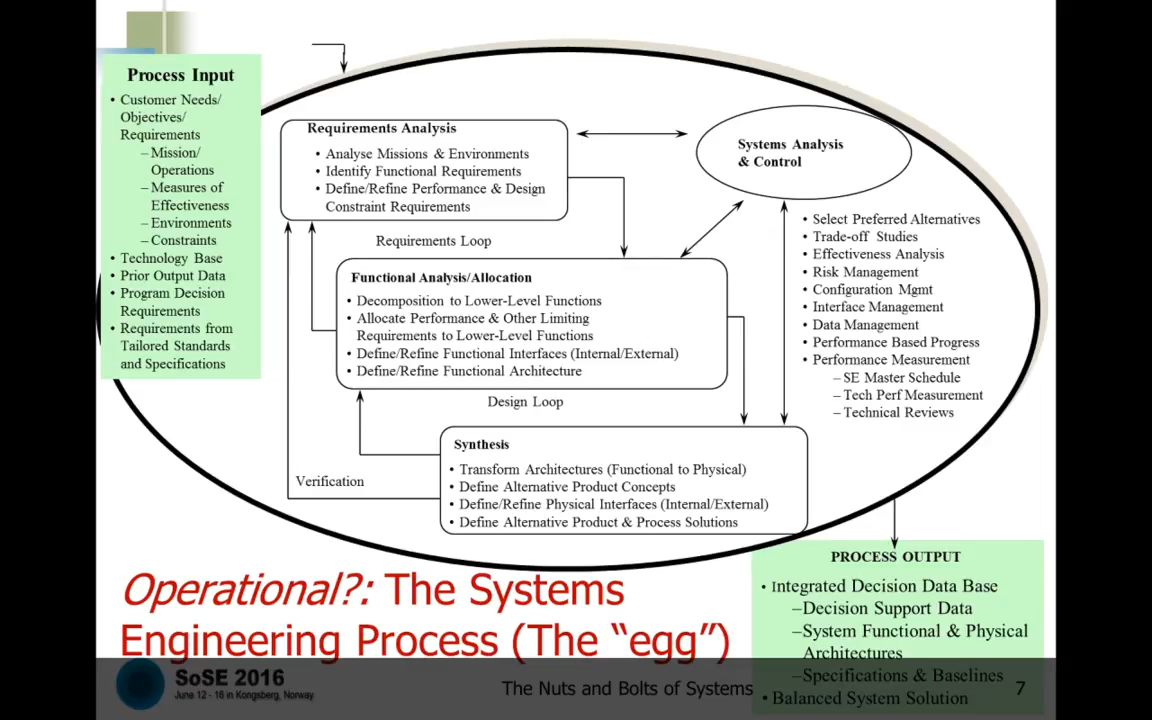 Process Input
• Customer Needs/
Objectives/
Requirements
– Mission/
Operations
– Measures of
Effectiveness
– Environments
– Constraints
• Technology Base
• Prior Output Data
• Program Decision
Requirements
• Requirements from
Tailored Standards
and Specifications
Requirements Analysis
• Analyse Missions & Environments
• Identify Functional Requirements
• Define/Refine Performance & Design
Constraint Requirements
Systems Analysis
& Control
Requirements Loop
Functional Analysis/Allocation
• Decomposition to Lower-Level Functions
• Allocate Performance & Other Limiting
Requirements to Lower-Level Functions
• Define/Refine Functional Interfaces (Internal/External)
• Define/Refine Functional Architecture
• Select Preferred Alternatives
• Trade-off Studies
• Effectiveness Analysis
• Risk Management
• Configuration Mgmt
• Interface Management
• Data Management
• Performance Based Progress
• Performance Measurement
– SE Master Schedule
– Tech Perf Measurement
– Technical Reviews
Design Loop
Synthesis
• Transform Architectures (Functional to Physical)
• Define Alternative Product Concepts
• Define/Refine Physical Interfaces (Internal/External)
• Define Alternative Product & Process Solutions
Verification
PROCESS OUTPUT
• Integrated Decision Data Base
–Decision Support Data
–System Functional & Physical
Architectures
–Specifications & Baselines
• Balanced System Solution
Operational?: The Systems
Engineering Process (The “egg”)
SoSE 2016
June 12 - 16 in Kongsberg, Norway
The Nuts and Bolts of Systems
7